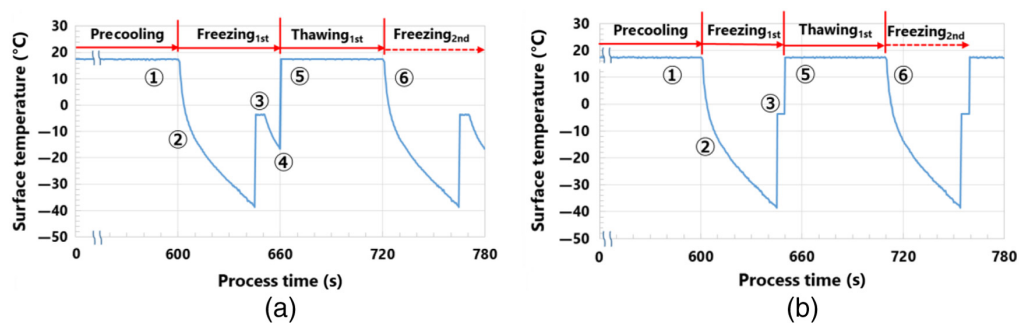 Precooling Freezing1st Thawing1st Freezing2nd
Surface temperature (°C)
30
20
10
0
−10
−20
−30
−40
−50
① ② ③ ④ ⑤ ⑥
0 600 660 720 780
Process time (s)
(a)
Precooling Freezing1st Thawing1st Freezing2nd
Surface temperature (°C)
30
20
10
0
−10
−20
−30
−40
−50
① ② ③ ⑤ ⑥
0 600 660 720 780
Process time (s)
(b)